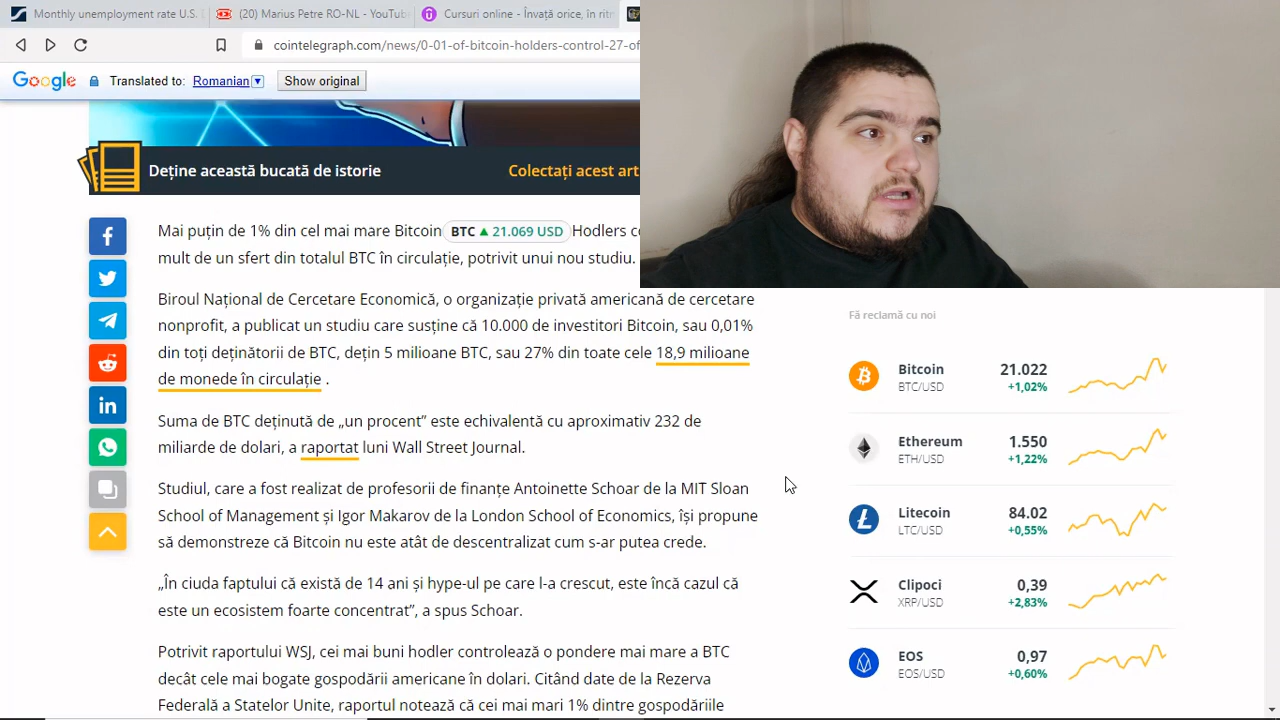 Monthly unemployment rate U.S.
(20) Marius Petre RO-NL - YouTube
Cursuri online - Învață orice, în ritm
cointelegraph.com/news/0-01-of-bitcoin-holders-control-27-of
Google Translated to: Romanian Show original
Deține această bucată de istorie
Colectați acest art
Mai puțin de 1% din cel mai mare Bitcoin BTC ▲ 21.069 USD Hodlers co
mult de un sfert din totalul BTC în circulație, potrivit unui nou studiu.
Biroul Național de Cercetare Economică, o organizație privată americană de cercetare
nonprofit, a publicat un studiu care susține că 10.000 de investitori Bitcoin, sau 0,01%
din toți deținătorii de BTC, dețin 5 milioane BTC, sau 27% din toate cele 18,9 milioane
de monede în circulație .
Suma de BTC deținută de „un procent” este echivalentă cu aproximativ 232 de
miliarde de dolari, a raportat luni Wall Street Journal.
Studiul, care a fost realizat de profesorii de finanțe Antoinette Schoar de la MIT Sloan
School of Management și Igor Makarov de la London School of Economics, își propune
să demonstreze că Bitcoin nu este atât de descentralizat cum s-ar putea crede.
„În ciuda faptului că există de 14 ani și hype-ul pe care l-a crescut, este încă cazul că
este un ecosistem foarte concentrat”, a spus Schoar.
Potrivit raportului WSJ, cei mai buni hodler controlează o pondere mai mare a BTC
decât cele mai bogate gospodării americane în dolari. Citând date de la Rezerva
Federală a Statelor Unite, raportul notează că cei mai mari 1% dintre gospodăriile
Fă reclamă cu noi
Bitcoin 21.022
BTC/USD +1,02%
Ethereum 1.550
ETH/USD +1,22%
Litecoin 84.02
LTC/USD +0,55%
Clipoci 0,39
XRP/USD +2,83%
EOS 0,97
EOS/USD +0,60%